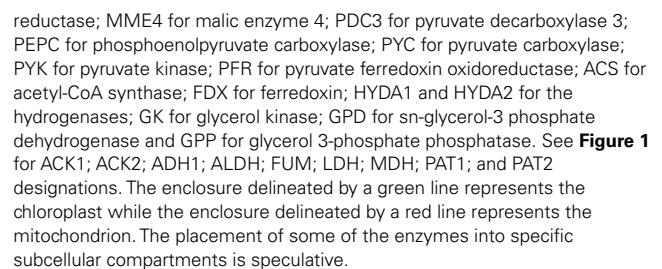 reductase; MME4 for malic enzyme 4; PDC3 for pyruvate decarboxylase 3;
PEPC for phosphoenolpyruvate carboxylase; PYC for pyruvate carboxylase;
PYK for pyruvate kinase; PFR for pyruvate ferredoxin oxidoreductase; ACS for
acetyl-CoA synthase; FDX for ferredoxin; HYDA1 and HYDA2 for the
hydrogenases; GK for glycerol kinase; GPD for sn-glycerol-3 phosphate
dehydrogenase and GPP for glycerol 3-phosphate phosphatase. See Figure 1
for ACK1; ACK2; ADH1; ALDH; FUM; LDH; MDH; PAT1; and PAT2
designations. The enclosure delineated by a green line represents the
chloroplast while the enclosure delineated by a red line represents the
mitochondrion. The placement of some of the enzymes into specific
subcellular compartments is speculative.